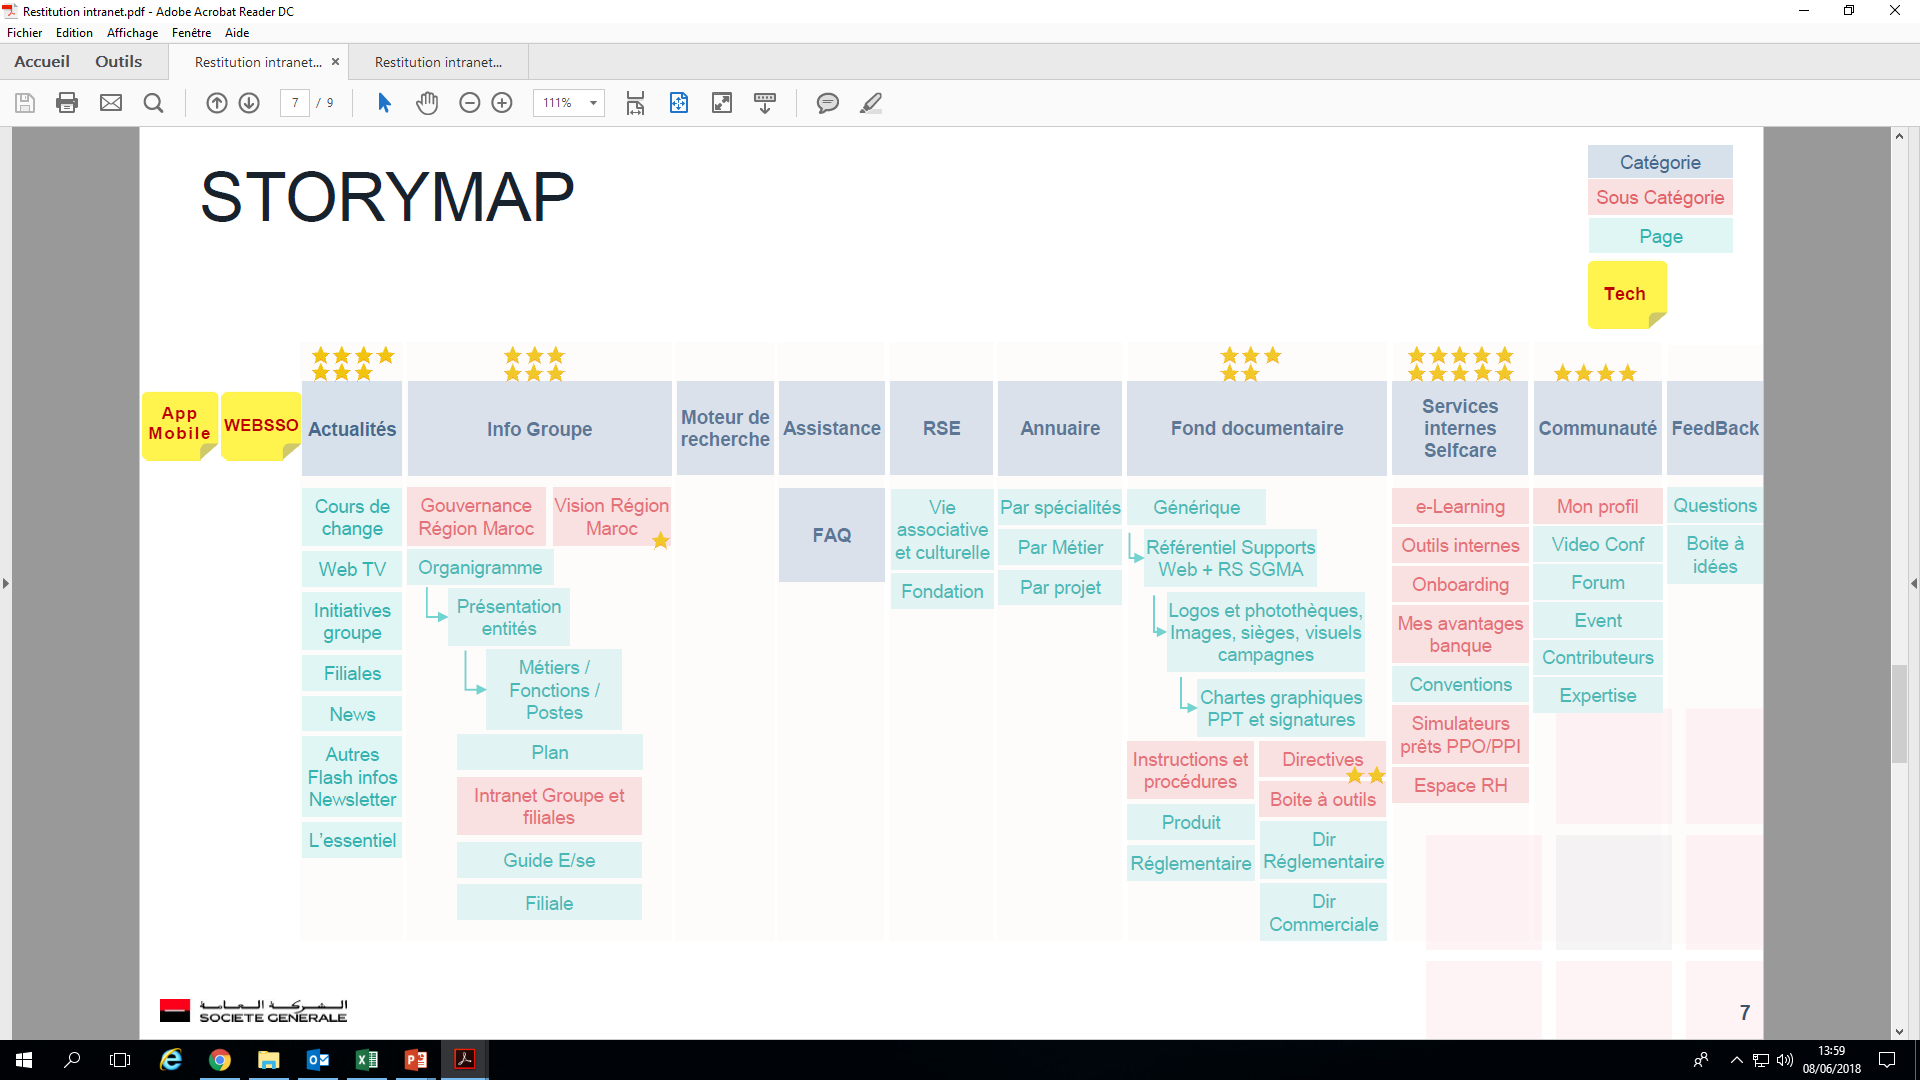 Restitution intranet.pdf - Adobe Acrobat Reader DC
Fichier Edition Affichage Fenêtre Aide
Accueil Outils Restitution intranet... × Restitution intranet...
7 / 9 111%
STORYMAP
Catégorie
Sous Catégorie
Page
Tech
App
Mobile
WEBSSO
Actualités
Info Groupe
Moteur de
recherche
Assistance
RSE
Annuaire
Fond documentaire
Services
internes
Selfcare
Communauté
FeedBack
Cours de
change
Web TV
Initiatives
groupe
Filiales
News
Autres
Flash infos
Newsletter
L'essentiel
Gouvernance
Région Maroc
Vision Région
Maroc
Organigramme
Présentation
entités
Métiers /
Fonctions /
Postes
Plan
Intranet Groupe et
filiales
Guide E/se
Filiale
FAQ
Vie
associative
et culturelle
Fondation
Par spécialités
Par Métier
Par projet
Générique
Référentiel Supports
Web + RS SGMA
Logos et photothèques,
Images, sièges, visuels
campagnes
Chartes graphiques
PPT et signatures
Instructions et
procédures
Produit
Réglementaire
Directives
Boite à outils
Dir
Réglementaire
Dir
Commerciale
e-Learning
Outils internes
Onboarding
Mes avantages
banque
Conventions
Simulateurs
prêts PPO/PPI
Espace RH
Mon profil
Video Conf
Forum
Event
Contributeurs
Expertise
Questions
Boite à
idées
الشركة العامة
SOCIETE GENERALE
7
13:59
08/06/2018